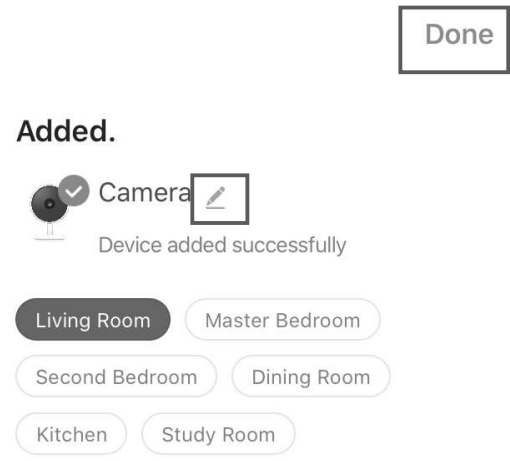 Done
Added.
Camera
Device added successfully
Living Room
Master Bedroom
Second Bedroom
Dining Room
Kitchen
Study Room